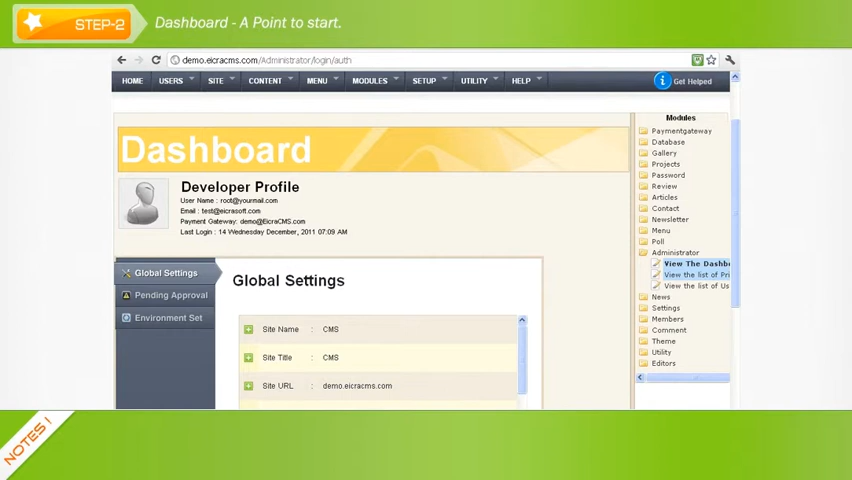 STEP-2
Dashboard - A Point to start.
demo.eicracms.com/Administrator/login/auth
HOME USERS SITE CONTENT MENU MODULES SETUP UTILITY HELP
Get Helped
Dashboard
Developer Profile
User Name : root@yourmail.com
Email : test@eicrasoft.com
Payment Gateway: demo@EicraCMS.com
Last Login : 14 Wednesday December, 2011 07:09 AM
Global Settings
Pending Approval
Environment Set
Global Settings
Site Name : CMS
Site Title : CMS
Site URL : demo.eicracms.com
Modules
Paymentgateway
Database
Gallery
Projects
Password
Review
Articles
Contact
Newsletter
Menu
Poll
Administrator
View The Dashb
View the list of Pri
View the list of Us
News
Settings
Members
Comment
Theme
Utility
Editors
NOTES !